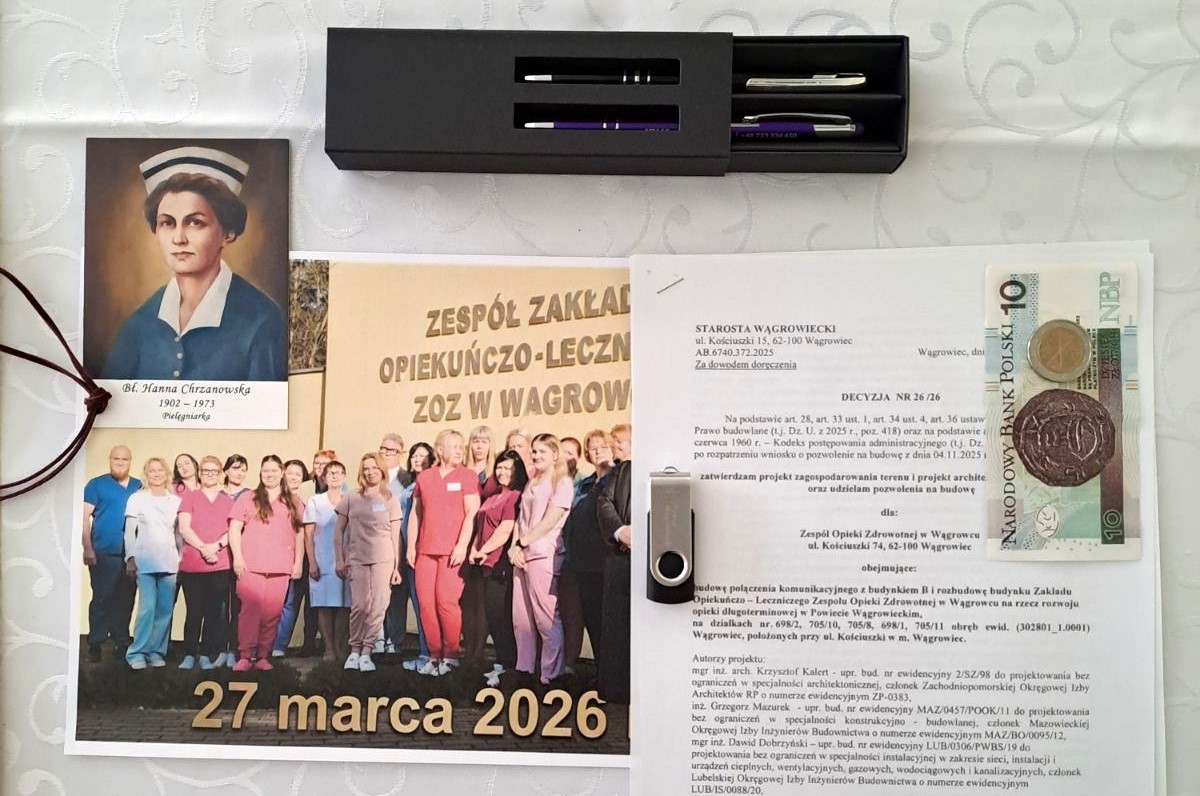 +48 733 334 450
Bł. Hanna Chrzanowska
1902 – 1973
Pielęgniarka
ZESPÓŁ ZAKŁAD
OPIEKUŃCZO-LECZN
ZOZ W WĄGROW
27 marca 2026
STAROSTA WĄGROWIECKI
ul. Kościuszki 15, 62-100 Wągrowiec
AB.6740.372.2025
Wągrowiec, dni
Za dowodem doręczenia
DECYZJA NR 26 /26
Na podstawie art. 28, art. 33 ust. 1, art. 34 ust. 4, art. 36 ustaw
Prawo budowlane (t.j. Dz. U. z 2025 r., poz. 418) oraz na podstawie
czerwca 1960 r. – Kodeks postępowania administracyjnego (t.j. Dz.
po rozpatrzeniu wniosku o pozwolenie na budowę z dnia 04.11.2025
zatwierdzam projekt zagospodarowania terenu i projekt archite
oraz udzielam pozwolenia na budowę
dla:
Zespół Opieki Zdrowotnej w Wągrowcu
ul. Kościuszki 74, 62-100 Wągrowiec
obejmujące:
budowę połączenia komunikacyjnego z budynkiem B i rozbudowę budynku Zakładu
Opiekuńczo – Leczniczego Zespołu Opieki Zdrowotnej w Wągrowcu na rzecz rozwoju
opieki długoterminowej w Powiecie Wągrowieckim,
na działkach nr. 698/2, 705/10, 705/8, 698/1, 705/11 obręb ewid. (302801_1.0001)
Wągrowiec, położonych przy ul. Kościuszki w m. Wągrowiec.
Autorzy projektu:
mgr inż. arch. Krzysztof Kalert - upr. bud. nr ewidencyjny 2/SZ/98 do projektowania bez
ograniczeń w specjalności architektonicznej, członek Zachodniopomorskiej Okręgowej Izby
Architektów RP o numerze ewidencyjnym ZP-0383,
inż. Grzegorz Mazurek - upr. bud. nr ewidencyjny MAZ/0457/POOK/11 do projektowania
bez ograniczeń w specjalności konstrukcyjno - budowlanej, członek Mazowieckiej
Okręgowej Izby Inżynierów Budownictwa o numerze ewidencyjnym MAZ/BO/0095/12,
mgr inż. Dawid Dobrzyński – upr. bud. nr ewidencyjny LUB/0306/PWBS/19 do
projektowania bez ograniczeń w specjalności instalacyjnej w zakresie sieci, instalacji i
urządzeń cieplnych, wentylacyjnych, gazowych, wodociągowych i kanalizacyjnych, członek
Lubelskiej Okręgowej Izby Inżynierów Budownictwa o numerze ewidencyjnym
LUB/IS/0088/20,
NARODOWY BANK POLSKI 10
NBP
10